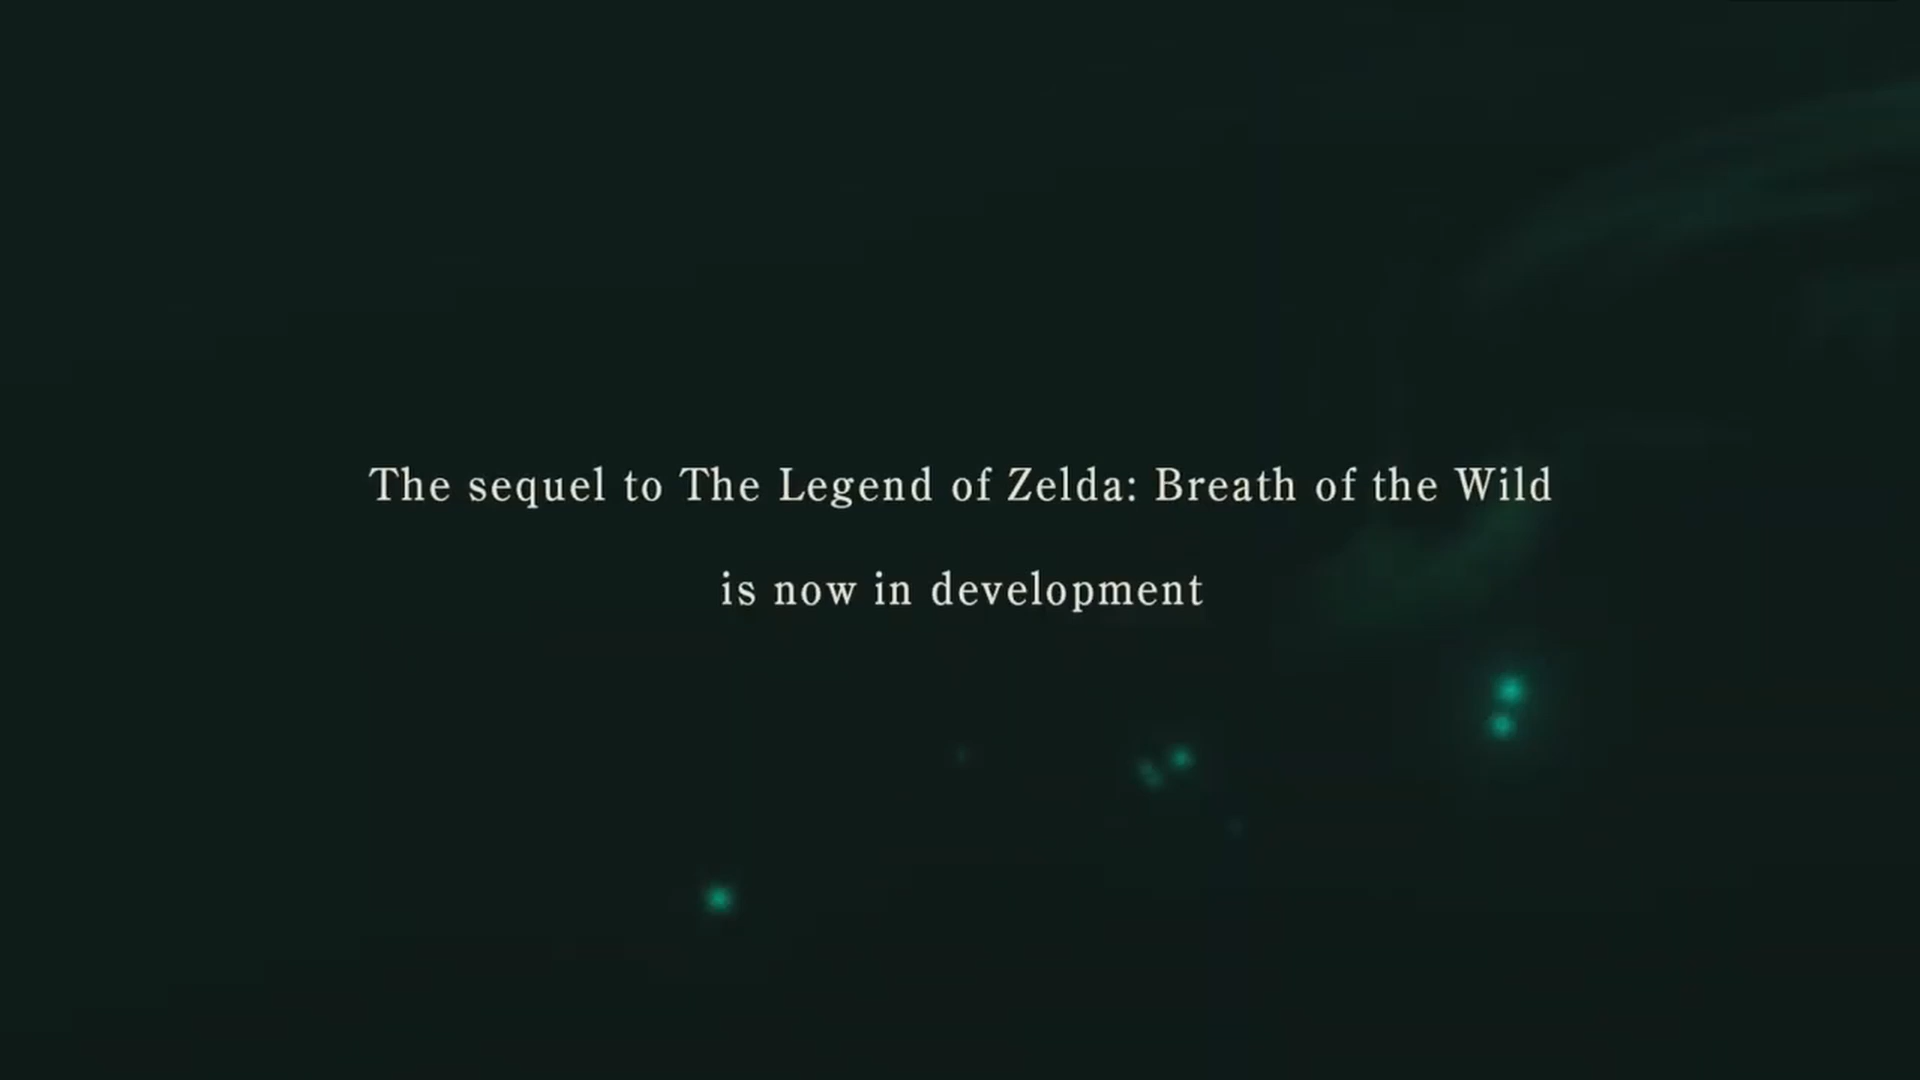 The sequel to The Legend of Zelda: Breath of the Wild
is now in development